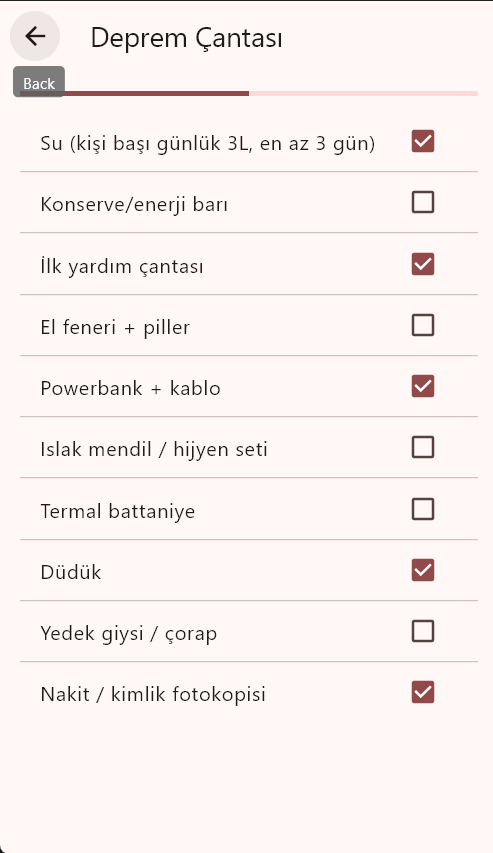 Deprem Çantası
Back
Su (kişi başı günlük 3L, en az 3 gün)
Konserve/enerji barı
İlk yardım çantası
El feneri + piller
Powerbank + kablo
Islak mendil / hijyen seti
Termal battaniye
Düdük
Yedek giysi / çorap
Nakit / kimlik fotokopisi